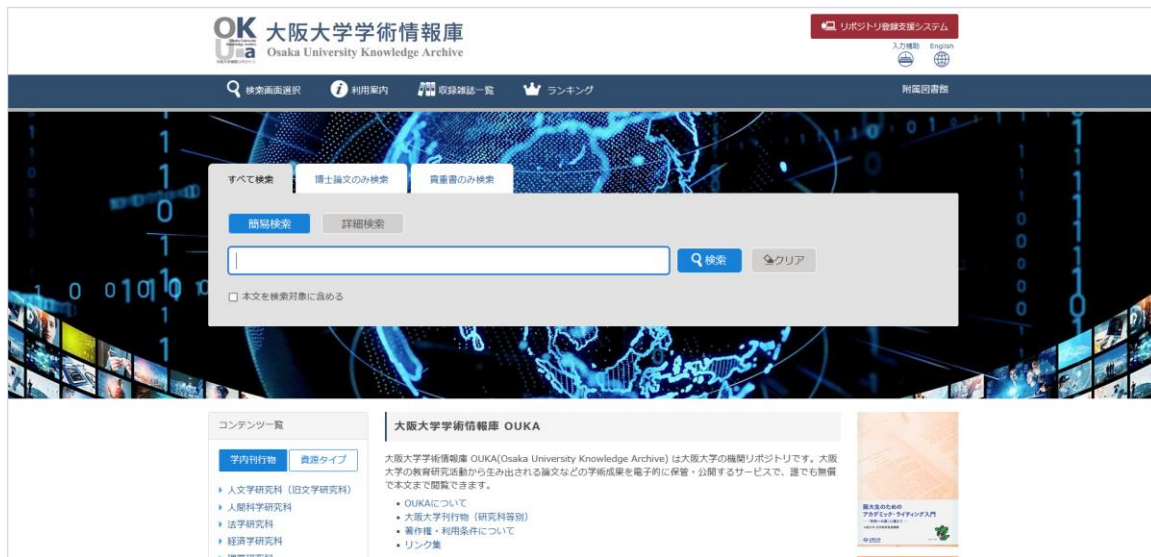 OK
U a
大阪大学学術情報庫
Osaka University Knowledge Archive
リポジトリ登録支援システム
入力補助 English
検索画面選択 利用案内 収録雑誌一覧 ランキング 附属図書館
すべて検索 博士論文のみ検索 貴重書のみ検索
簡易検索 詳細検索
検索 クリア
本文を検索対象に含める
コンテンツ一覧
学内刊行物 資源タイプ
人文学研究科（旧文学研究科）
人間科学研究科
法学研究科
経済学研究科
大阪大学学術情報庫 OUKA
大阪大学学術情報庫 OUKA(Osaka University Knowledge Archive) は大阪大学の機関リポジトリです。大阪
大学の教育研究活動から生み出される論文などの学術成果を電子的に保管・公開するサービスで、誰でも無償
で本文まで閲覧できます。
OUKAについて
大阪大学刊行物（研究科等別）
著作権・利用条件について
リンク集
阪大生のための
アカデミック・ライティング入門